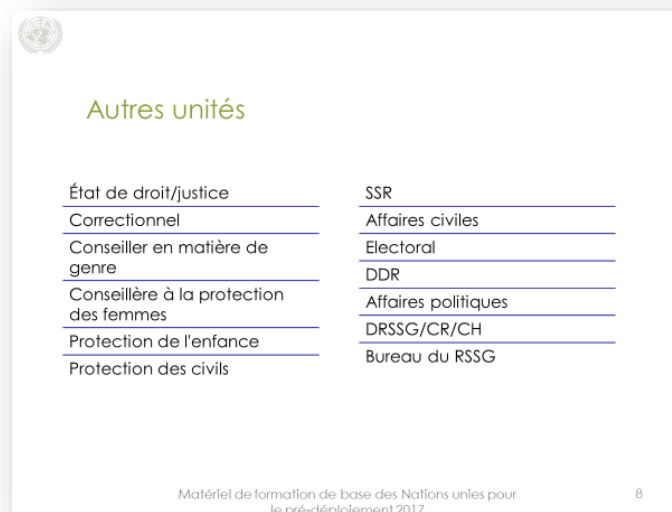 Autres unités
État de droit/justice
Correctionnel
Conseiller en matière de
genre
Conseillère à la protection
des femmes
Protection de l'enfance
Protection des civils
SSR
Affaires civiles
Electoral
DDR
Affaires politiques
DRSSG/CR/CH
Bureau du RSSG
Matériel de formation de base des Nations unies pour
le pré-déploiement 2017
8